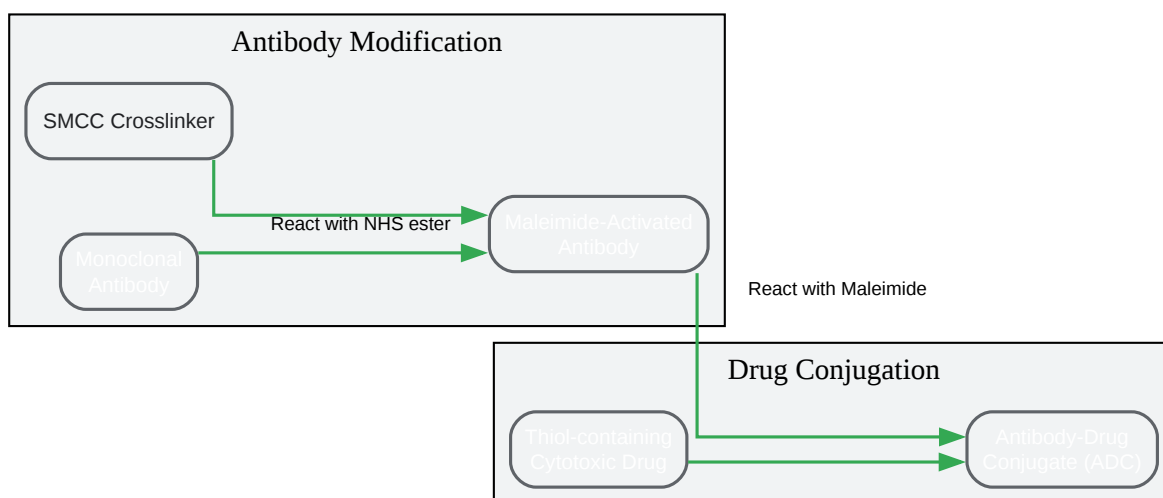 Antibody Modification
SMCC Crosslinker
React with NHS ester
Maleimide-Activated
Antibody
Monoclonal
Antibody
React with Maleimide
Drug Conjugation
Thiol-containing
Cytotoxic Drug
Antibody-Drug
Conjugate (ADC)